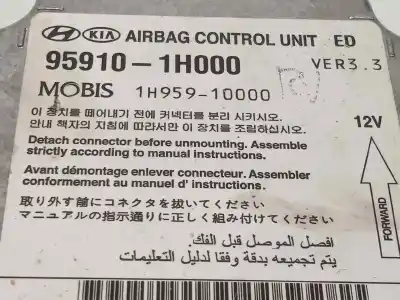 KIA AIRBAG CONTROL UNIT ED
95910-1H000 VER3.3
MOBIS 1H959-10000
이 장치를 떼어내기 전에 커넥터를 분리 시키시오.
안내 책자의 지침에 따라서만 이 장치를 조립하십시오.
12V
Detach connector before unmounting. Assemble
strictly according to manual instructions.
Avant démontage enlever connecteur. Assembler
conformement au manuel d' instructions.
取り外す前にコネクタを外してください
マニュアルの指示通りに正しく組み付けてください
FORWARD
افصل الموصل قبل الفك.
يتم تجميعه بدقة وفقا لدليل التعليمات